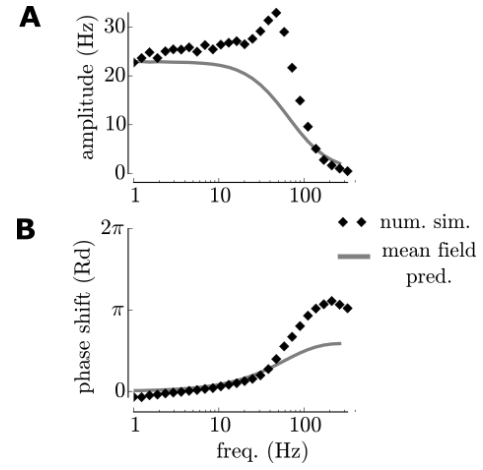 A
amplitude (Hz)
30
20
10
0
1
10
100
B
phase shift (Rd)
2π
π
0
1
10
100
freq. (Hz)
num. sim.
mean field
pred.